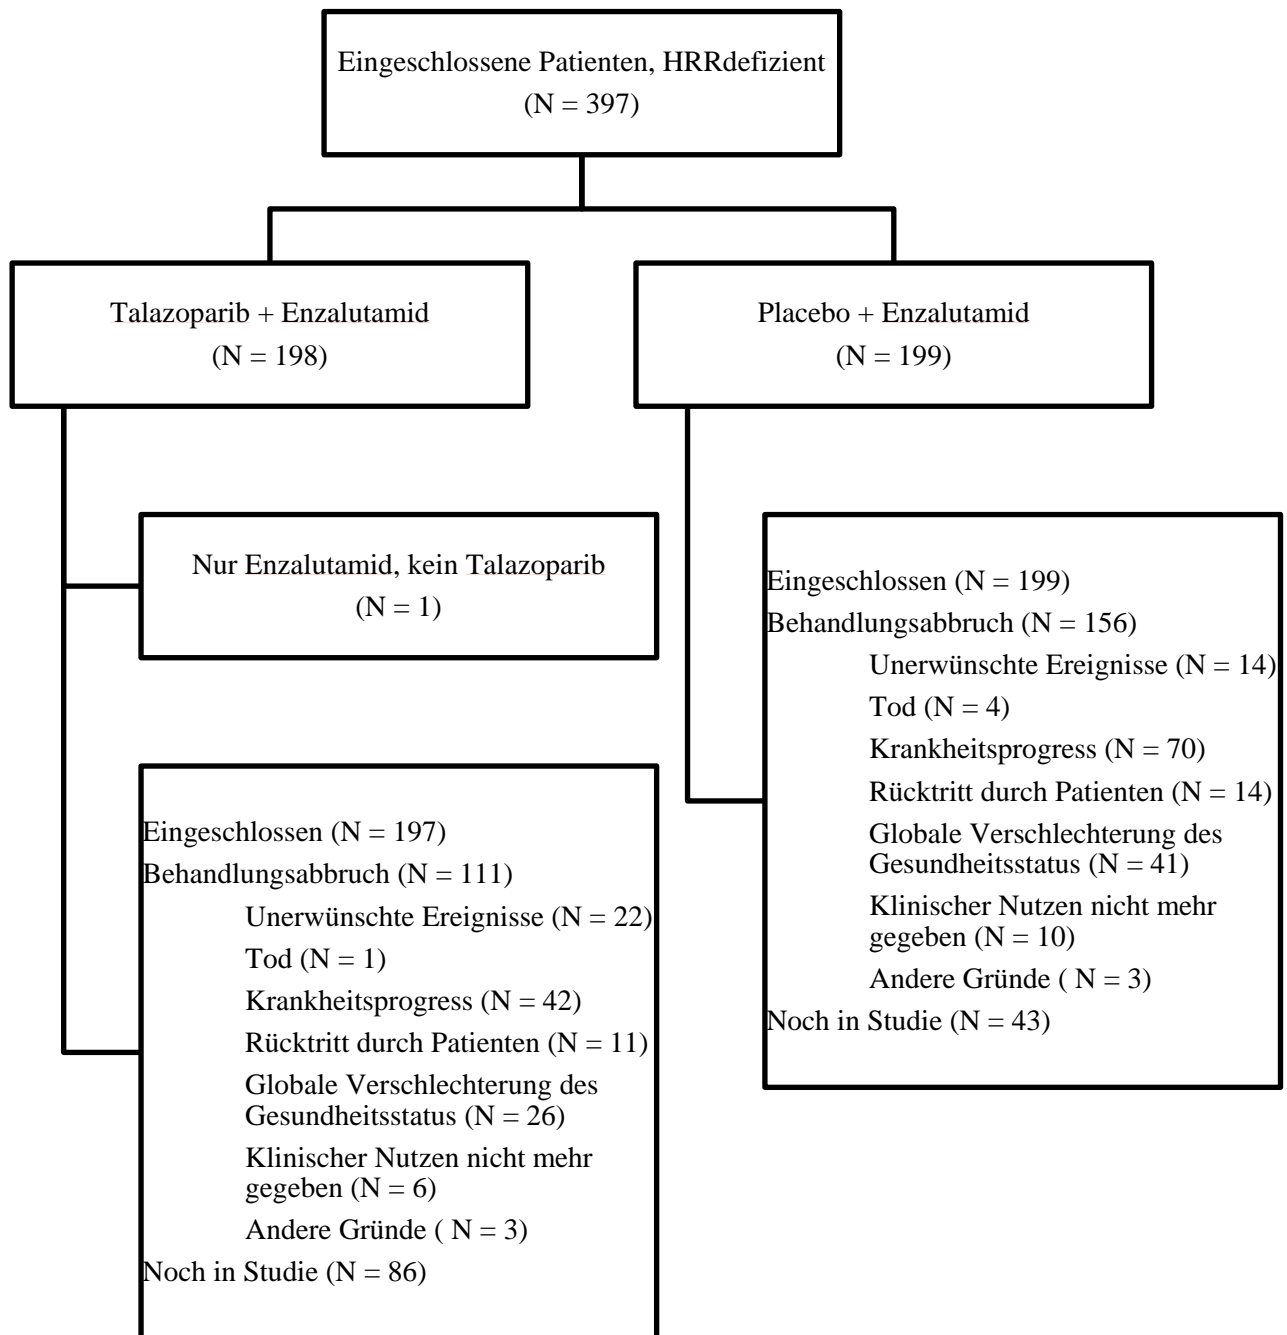 Eingeschlossene Patienten, HRRdefizient
(N = 397)
Talazoparib + Enzalutamid
(N = 198)
Placebo + Enzalutamid
(N = 199)
Nur Enzalutamid, kein Talazoparib
(N = 1)
Eingeschlossen (N = 197)
Behandlungsabbruch (N = 111)
Unerwünschte Ereignisse (N = 22)
Tod (N = 1)
Krankheitsprogress (N = 42)
Rücktritt durch Patienten (N = 11)
Globale Verschlechterung des
Gesundheitsstatus (N = 26)
Klinischer Nutzen nicht mehr
gegeben (N = 6)
Andere Gründe ( N = 3)
Noch in Studie (N = 86)
Eingeschlossen (N = 199)
Behandlungsabbruch (N = 156)
Unerwünschte Ereignisse (N = 14)
Tod (N = 4)
Krankheitsprogress (N = 70)
Rücktritt durch Patienten (N = 14)
Globale Verschlechterung des
Gesundheitsstatus (N = 41)
Klinischer Nutzen nicht mehr
gegeben (N = 10)
Andere Gründe ( N = 3)
Noch in Studie (N = 43)